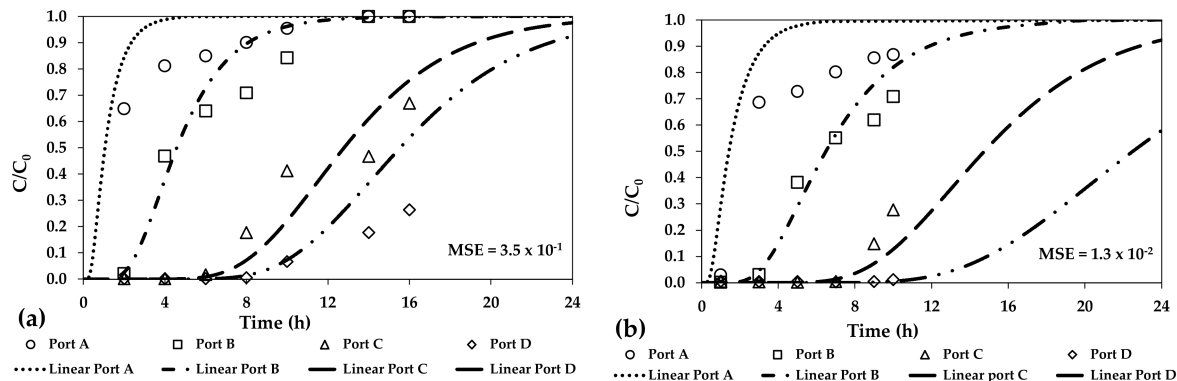 1.0
0.9
0.8
0.7
0.6
0.5
0.4
0.3
0.2
0.1
0.0
C/C0
MSE = 3.5 x 10-1
0 4 8 12 16 20 24
Time (h)
(a)
Port A Port B Port C Port D
Linear Port A Linear Port B Linear Port C Linear Port D
1.0
0.9
0.8
0.7
0.6
0.5
0.4
0.3
0.2
0.1
0.0
C/C0
MSE = 1.3 x 10-2
0 4 8 12 16 20 24
Time (h)
(b)
Port A Port B Port C Port D
Linear Port A Linear Port B Linear Port C Linear Port D